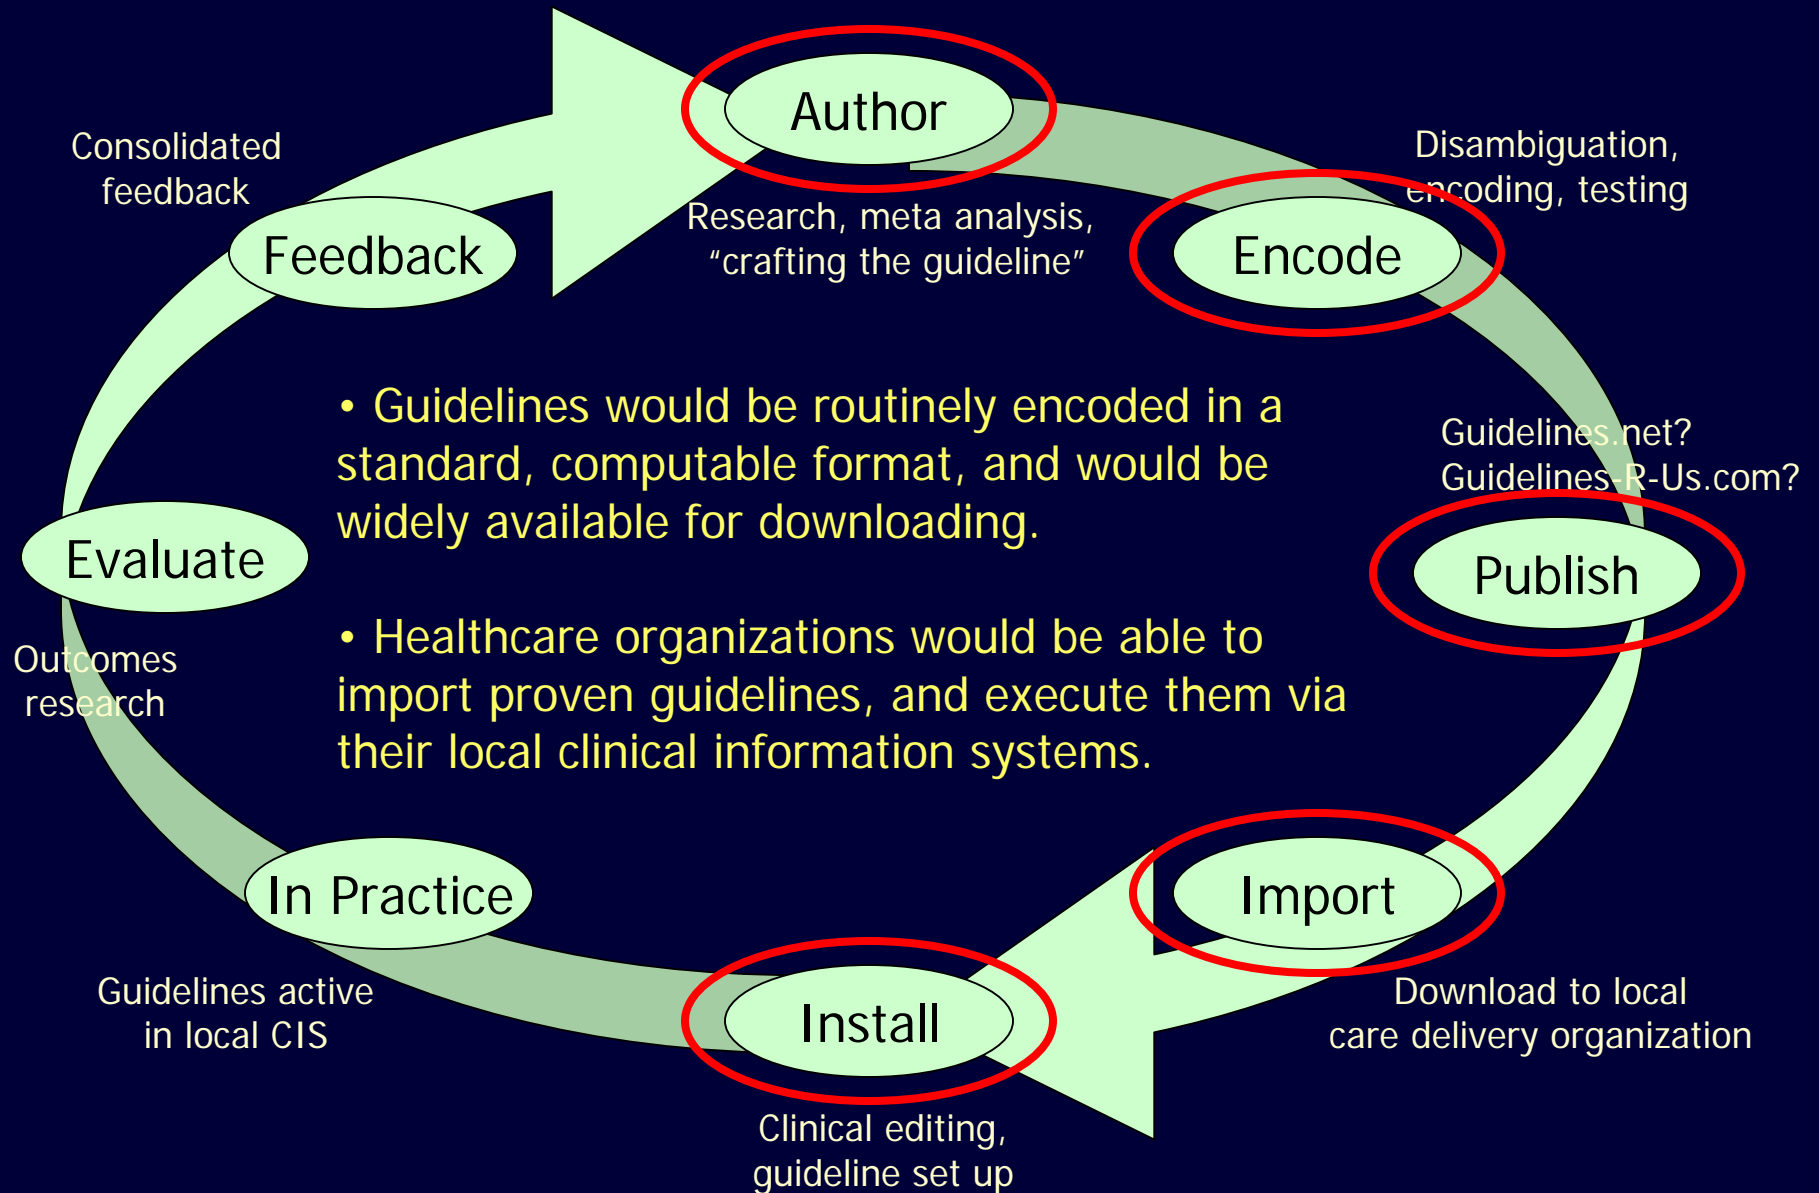 Author
Research, meta analysis,
“crafting the guideline”
Disambiguation,
encoding, testing
Encode
Guidelines.net?
Guidelines-R-Us.com?
Publish
Import
Download to local
care delivery organization
Install
Clinical editing,
guideline set up
In Practice
Guidelines active
in local CIS
Evaluate
Outcomes
research
Feedback
Consolidated
feedback
• Guidelines would be routinely encoded in a
standard, computable format, and would be
widely available for downloading.
• Healthcare organizations would be able to
import proven guidelines, and execute them via
their local clinical information systems.